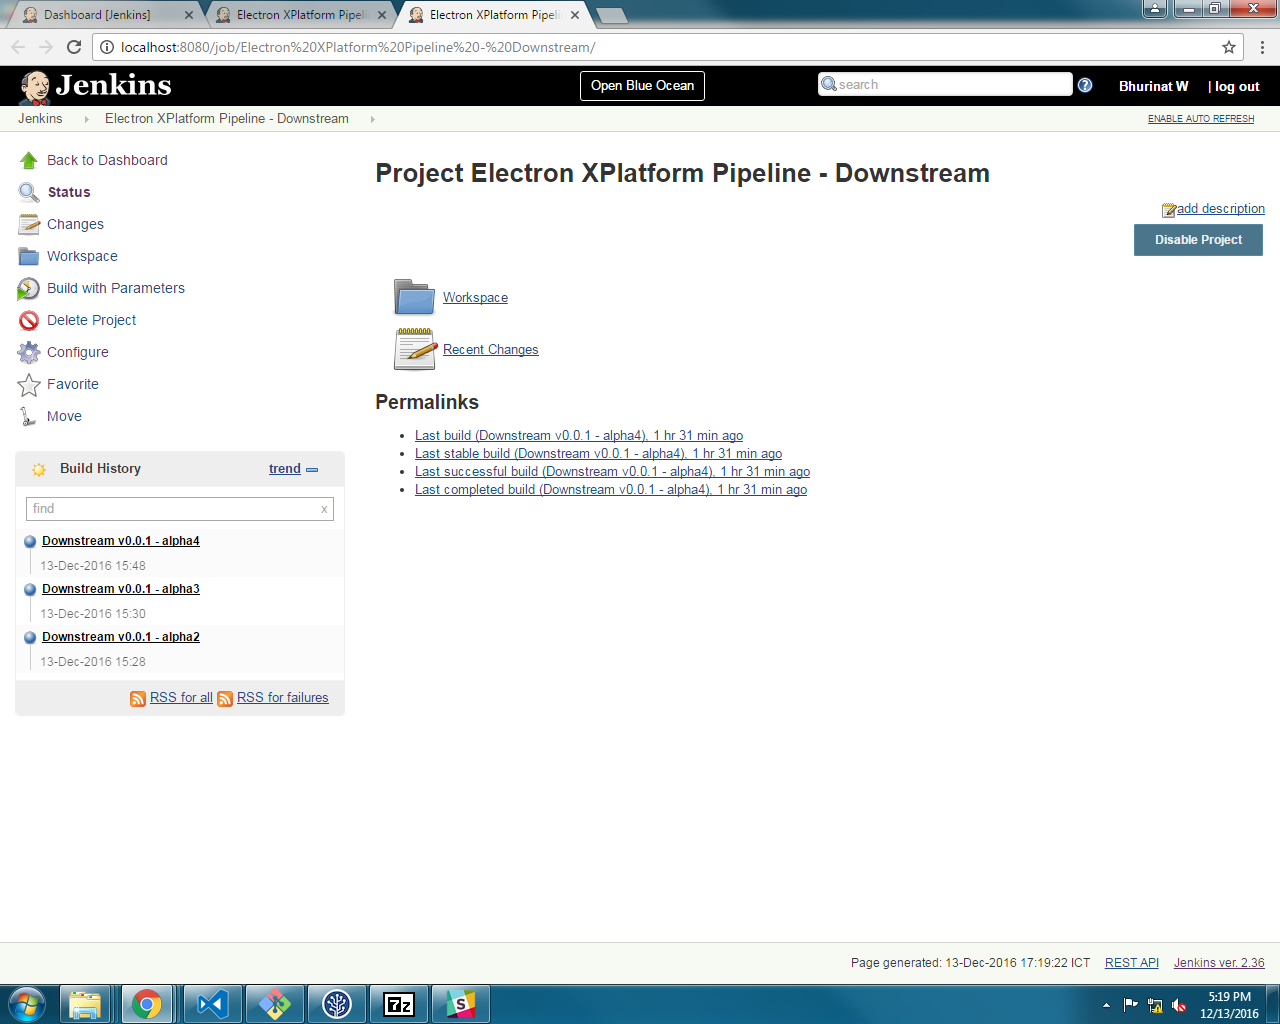 Dashboard [Jenkins]
Electron XPlatform Pipeli
Electron XPlatform Pipeli
localhost:8080/job/Electron%20XPlatform%20Pipeline%20-%20Downstream/
Jenkins
Open Blue Ocean
search
Bhurinat W
| log out
Jenkins
Electron XPlatform Pipeline - Downstream
ENABLE AUTO REFRESH
Back to Dashboard
Status
Changes
Workspace
Build with Parameters
Delete Project
Configure
Favorite
Move
Build History
trend
find
x
Downstream v0.0.1 - alpha4
13-Dec-2016 15:48
Downstream v0.0.1 - alpha3
13-Dec-2016 15:30
Downstream v0.0.1 - alpha2
13-Dec-2016 15:28
RSS for all
RSS for failures
Project Electron XPlatform Pipeline - Downstream
add description
Disable Project
Workspace
Recent Changes
Permalinks
Last build (Downstream v0.0.1 - alpha4), 1 hr 31 min ago
Last stable build (Downstream v0.0.1 - alpha4), 1 hr 31 min ago
Last successful build (Downstream v0.0.1 - alpha4), 1 hr 31 min ago
Last completed build (Downstream v0.0.1 - alpha4), 1 hr 31 min ago
Page generated: 13-Dec-2016 17:19:22 ICT
REST API
Jenkins ver. 2.36
7z
S
5:19 PM
12/13/2016